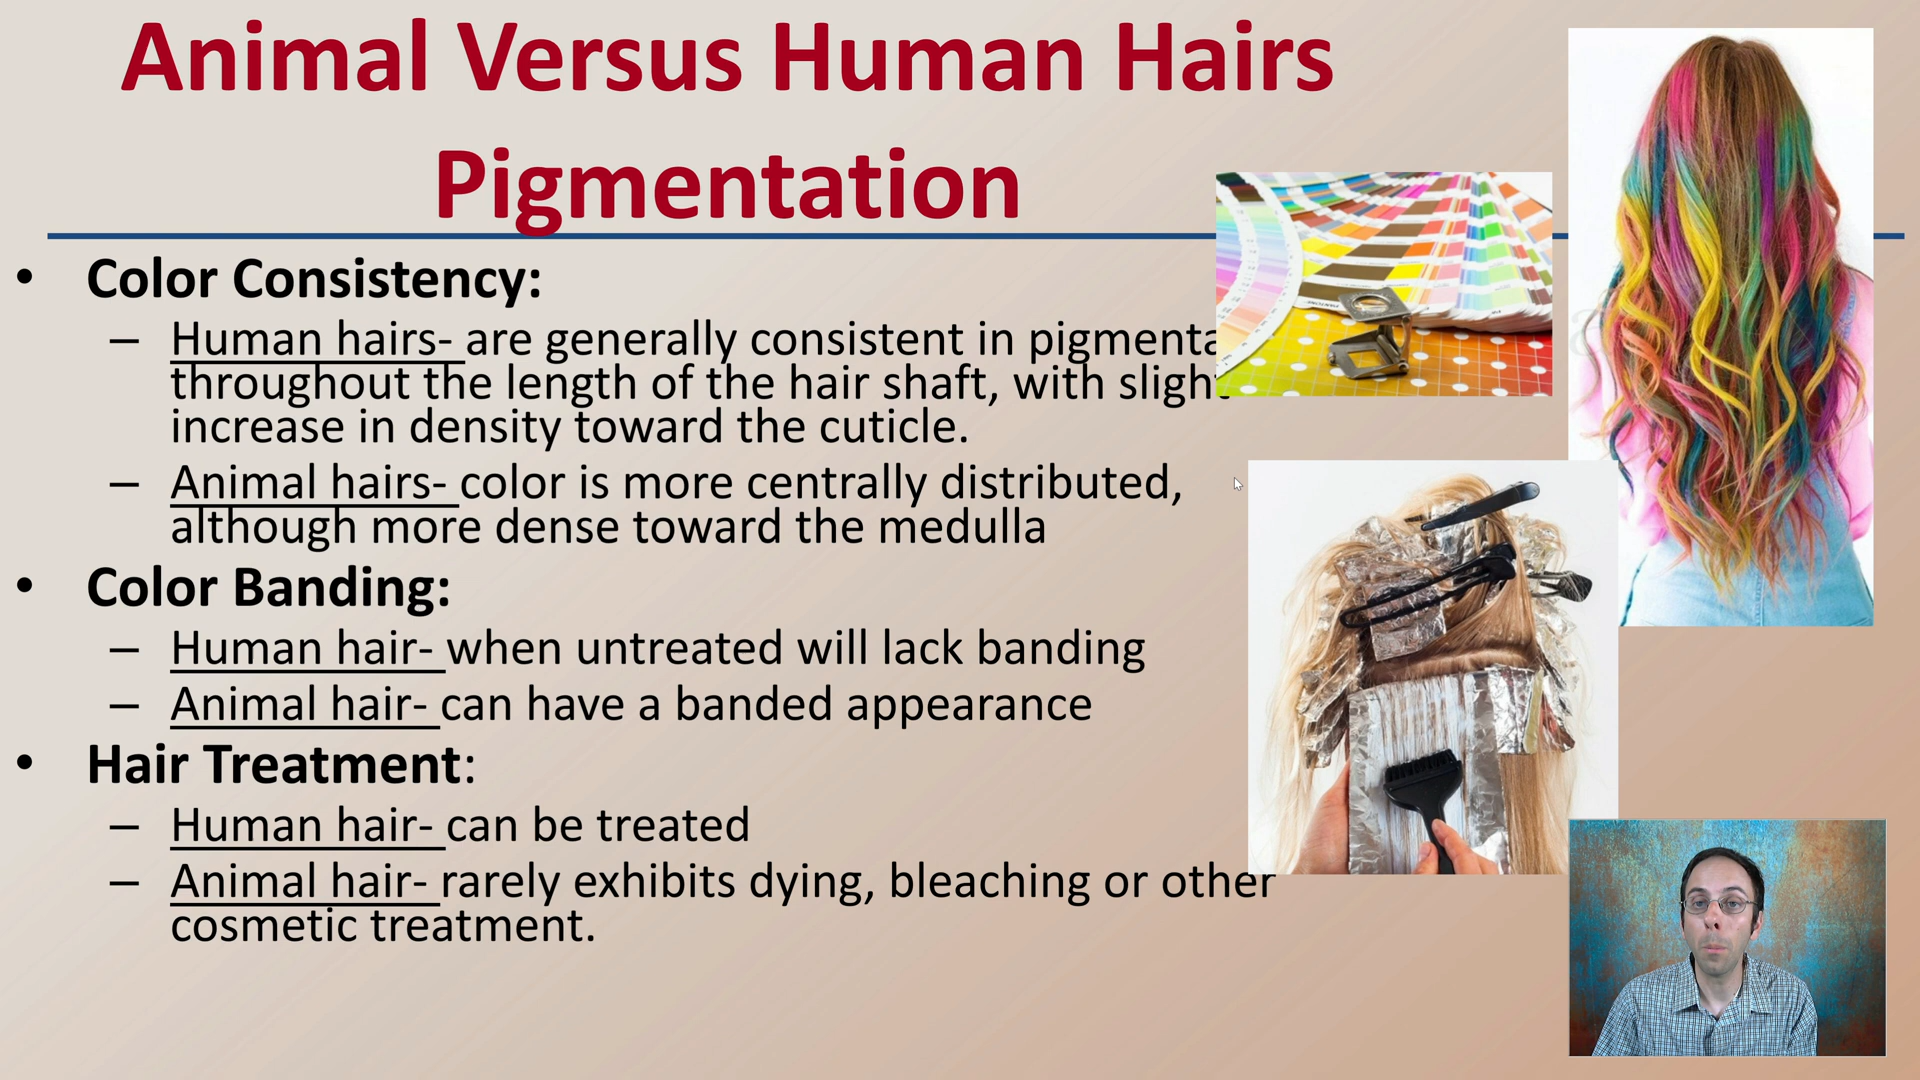 Animal Versus Human Hairs
Pigmentation
• Color Consistency:
– Human hairs- are generally consistent in
throughout the length of the hair shaft, with slight
increase in density toward the cuticle.
– Animal hairs- color is more centrally distributed,
although more dense toward the medulla
• Color Banding:
– Human hair- when untreated will lack banding
– Animal hair- can have a banded appearance
• Hair Treatment:
– Human hair- can be treated
– Animal hair- rarely exhibits dying, bleaching or other
cosmetic treatment.